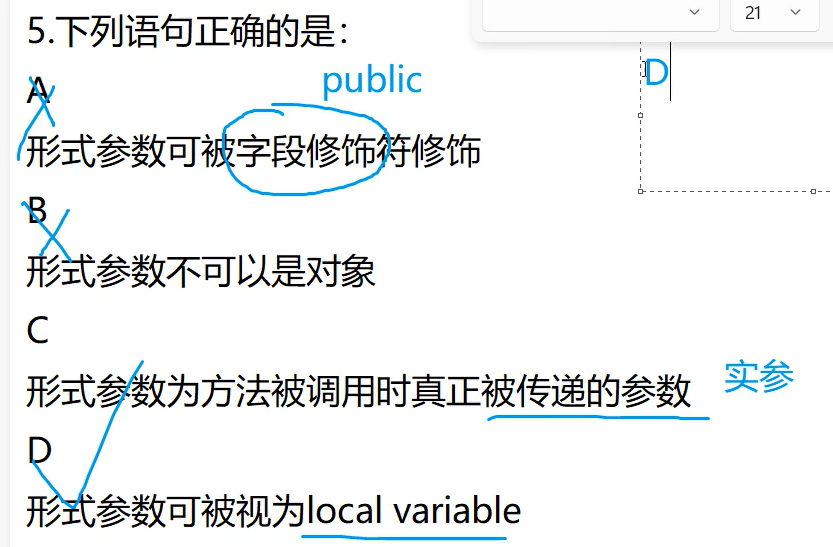 21
5.下列语句正确的是：
D
A
public
形式参数可被字段修饰符修饰
B
形式参数不可以是对象
C
形式参数为方法被调用时真正被传递的参数
实参
D
形式参数可被视为local variable